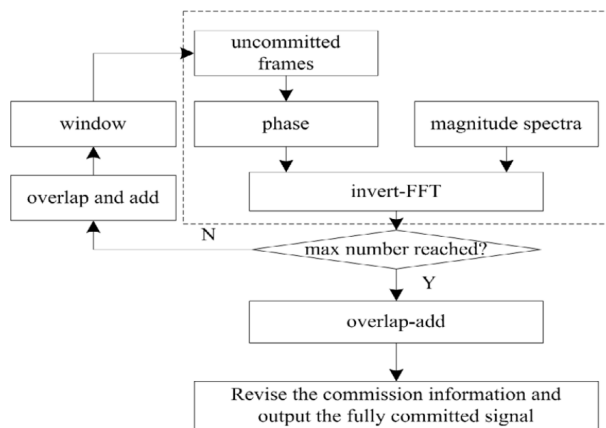 uncommitted
frames
window
phase
magnitude spectra
overlap and add
invert-FFT
N
max number reached?
Y
overlap-add
Revise the commission information and
output the fully committed signal